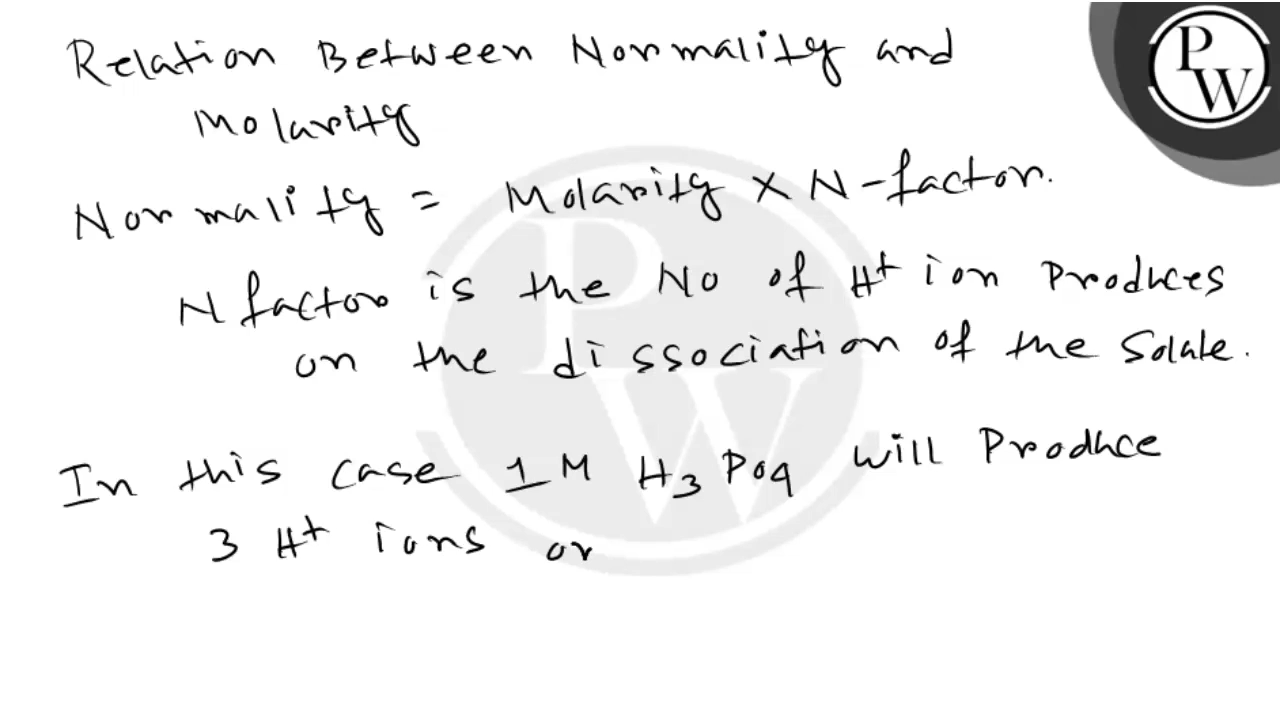 Relation Between Normality and
Molarity
Normality = Molarity × N-factor.
N factor is the No of H⁺ ion Produces
on the dissociation of the Solute.
In this case 1 M H₃PO₄ will Produce
3 H⁺ ions or
P
W
P
W